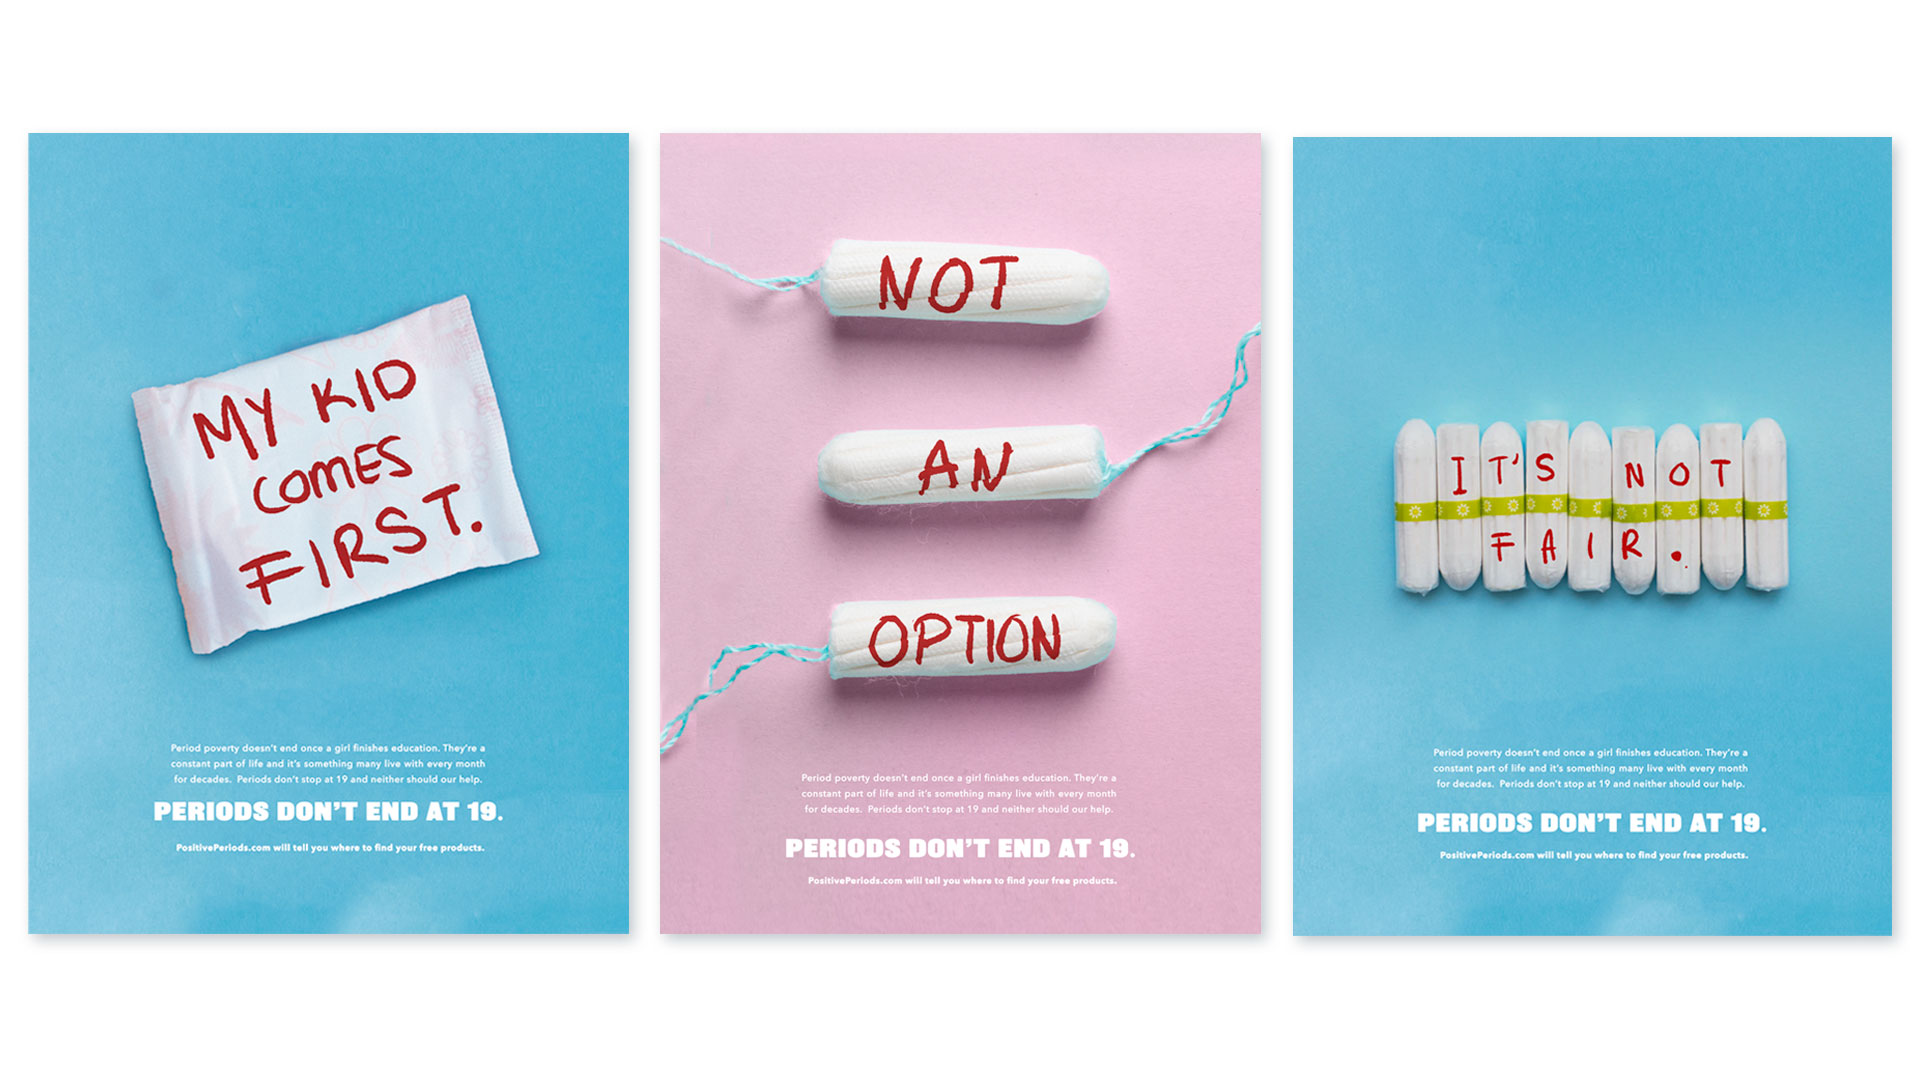 MY KID
COMES
FIRST.
Period poverty doesn't end once a girl finishes education. They're a
constant part of life and it's something many live with every month
for decades. Periods don't stop at 19 and neither should our help.
PERIODS DON'T END AT 19.
PositivePeriods.com will tell you where to find your free products.
NOT
AN
OPTION
Period poverty doesn't end once a girl finishes education. They're a
constant part of life and it's something many live with every month
for decades. Periods don't stop at 19 and neither should our help.
PERIODS DON'T END AT 19.
PositivePeriods.com will tell you where to find your free products.
IT'S NOT
FAIR.
Period poverty doesn't end once a girl finishes education. They're a
constant part of life and it's something many live with every month
for decades. Periods don't stop at 19 and neither should our help.
PERIODS DON'T END AT 19.
PositivePeriods.com will tell you where to find your free products.